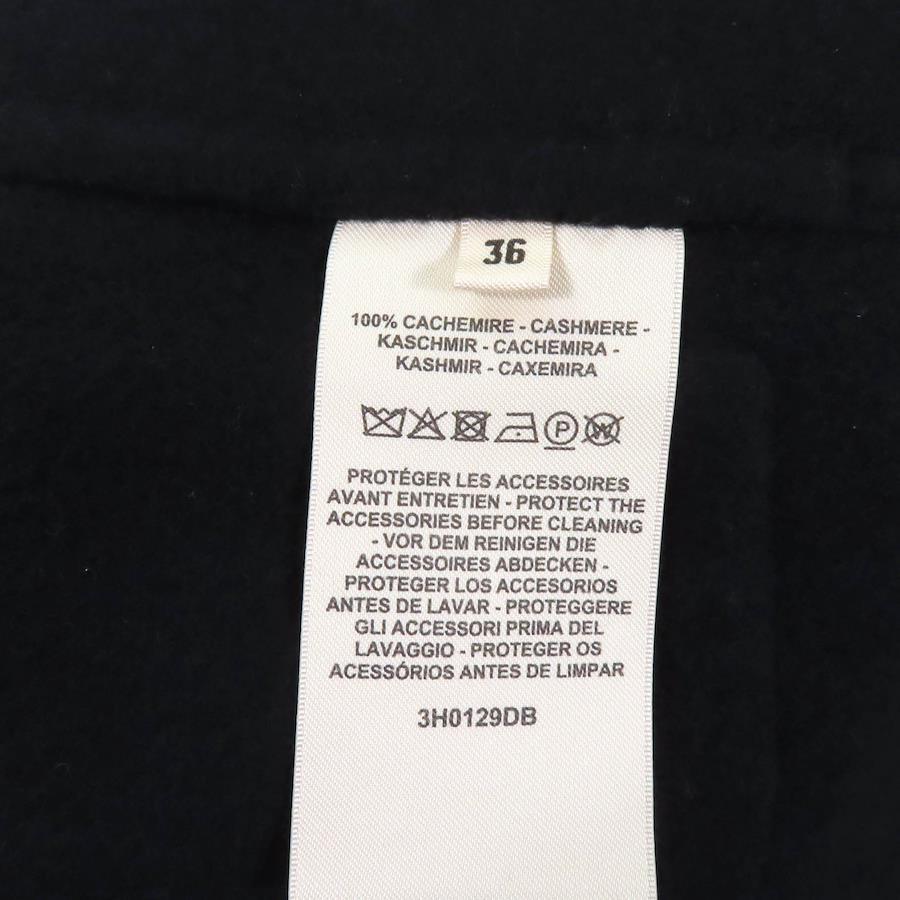 36
100% CACHEMIRE - CASHMERE -
KASCHMIR - CACHEMIRA -
KASHMIR - CAXEMIRA
P W
PROTÉGER LES ACCESSOIRES
AVANT ENTRETIEN - PROTECT THE
ACCESSORIES BEFORE CLEANING
- VOR DEM REINIGEN DIE
ACCESSOIRES ABDECKEN -
PROTEGER LOS ACCESORIOS
ANTES DE LAVAR - PROTEGGERE
GLI ACCESSORI PRIMA DEL
LAVAGGIO - PROTEGER OS
ACESSÓRIOS ANTES DE LIMPAR
3H0129DB